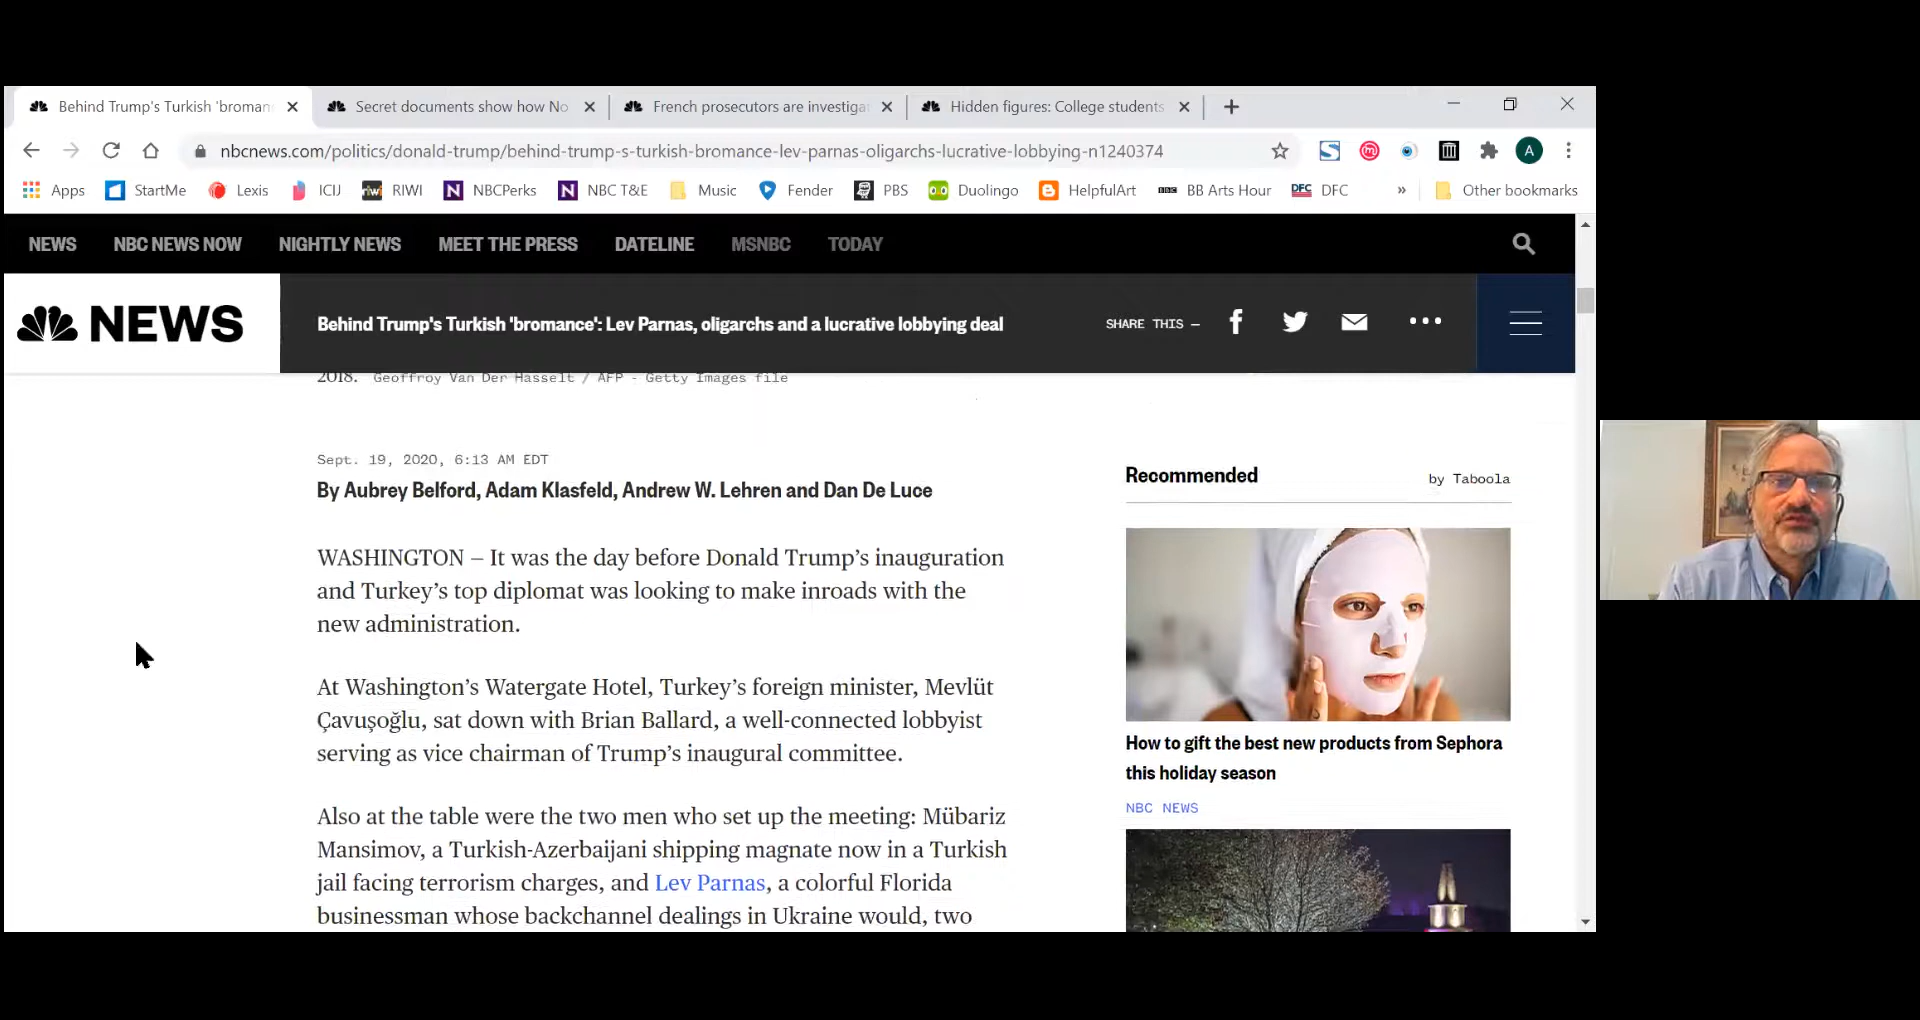 Behind Trump's Turkish 'broman
Secret documents show how No
French prosecutors are investiga
Hidden figures: College students
nbcnews.com/politics/donald-trump/behind-trump-s-turkish-bromance-lev-parnas-oligarchs-lucrative-lobbying-n1240374
A
Apps StartMe Lexis ICIJ riwi RIWI N NBCPerks N NBC T&E Music Fender PBS Duolingo HelpfulArt BBC BB Arts Hour DFC DFC » Other bookmarks
NEWS NBC NEWS NOW NIGHTLY NEWS MEET THE PRESS DATELINE MSNBC TODAY
NEWS
Behind Trump's Turkish 'bromance': Lev Parnas, oligarchs and a lucrative lobbying deal
SHARE THIS —
2018. Geoffroy Van Der Hasselt / AFP - Getty Images file
Sept. 19, 2020, 6:13 AM EDT
By Aubrey Belford, Adam Klasfeld, Andrew W. Lehren and Dan De Luce
WASHINGTON — It was the day before Donald Trump’s inauguration
and Turkey’s top diplomat was looking to make inroads with the
new administration.
At Washington’s Watergate Hotel, Turkey’s foreign minister, Mevlüt
Çavuşoğlu, sat down with Brian Ballard, a well-connected lobbyist
serving as vice chairman of Trump’s inaugural committee.
Also at the table were the two men who set up the meeting: Mübariz
Mansimov, a Turkish-Azerbaijani shipping magnate now in a Turkish
jail facing terrorism charges, and Lev Parnas, a colorful Florida
businessman whose backchannel dealings in Ukraine would, two
Recommended
by Taboola
How to gift the best new products from Sephora
this holiday season
NBC NEWS